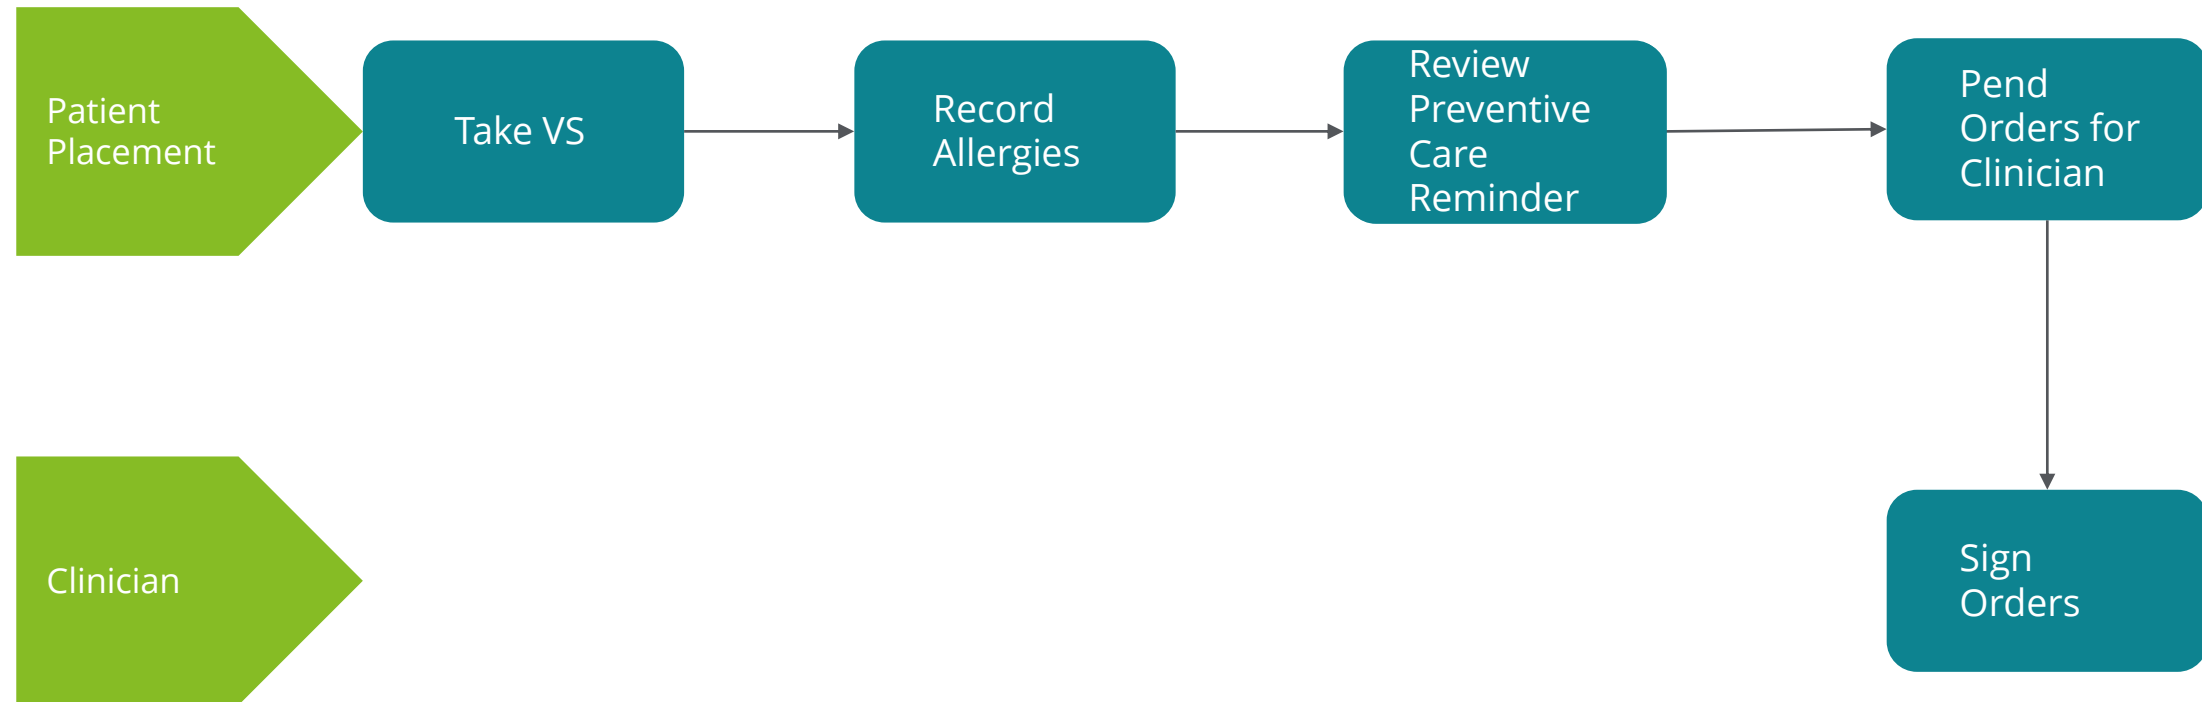 Patient
Placement
Take VS
Record
Allergies
Review
Preventive
Care
Reminder
Pend
Orders for
Clinician
Clinician
Sign
Orders